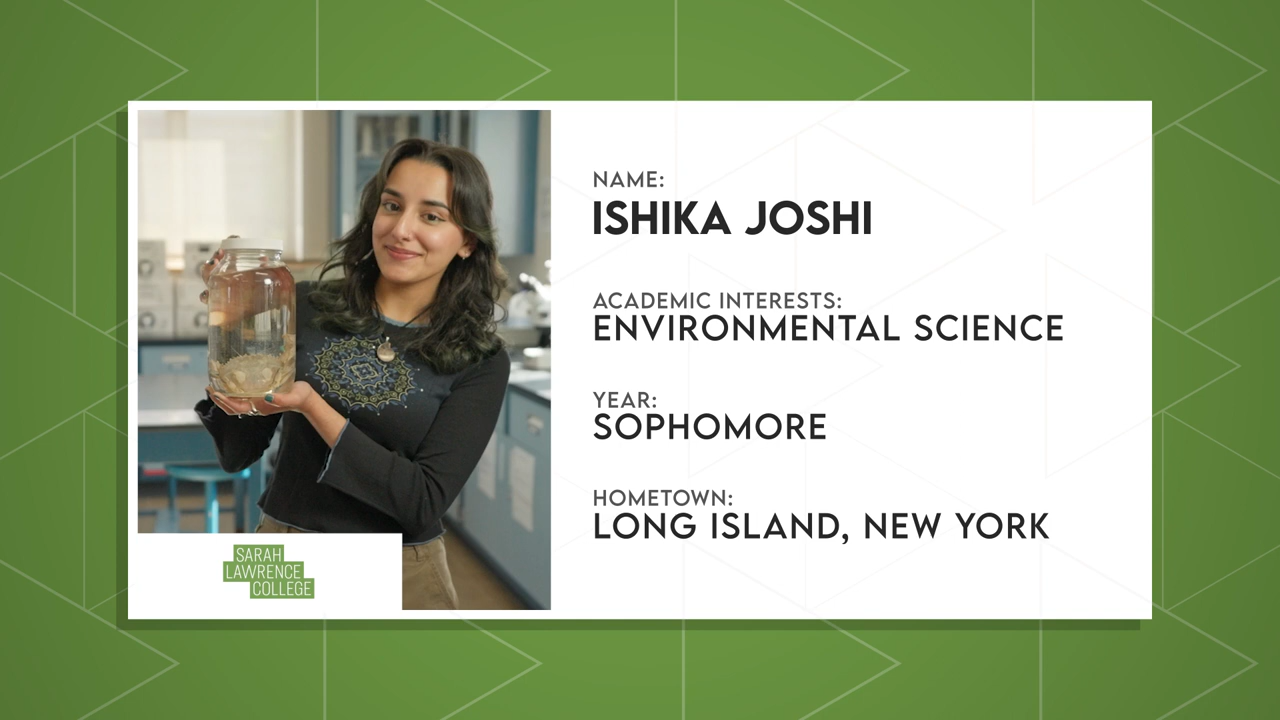 NAME:
ISHIKA JOSHI
ACADEMIC INTERESTS:
ENVIRONMENTAL SCIENCE
YEAR:
SOPHOMORE
HOMETOWN:
LONG ISLAND, NEW YORK
SARAH
LAWRENCE
COLLEGE